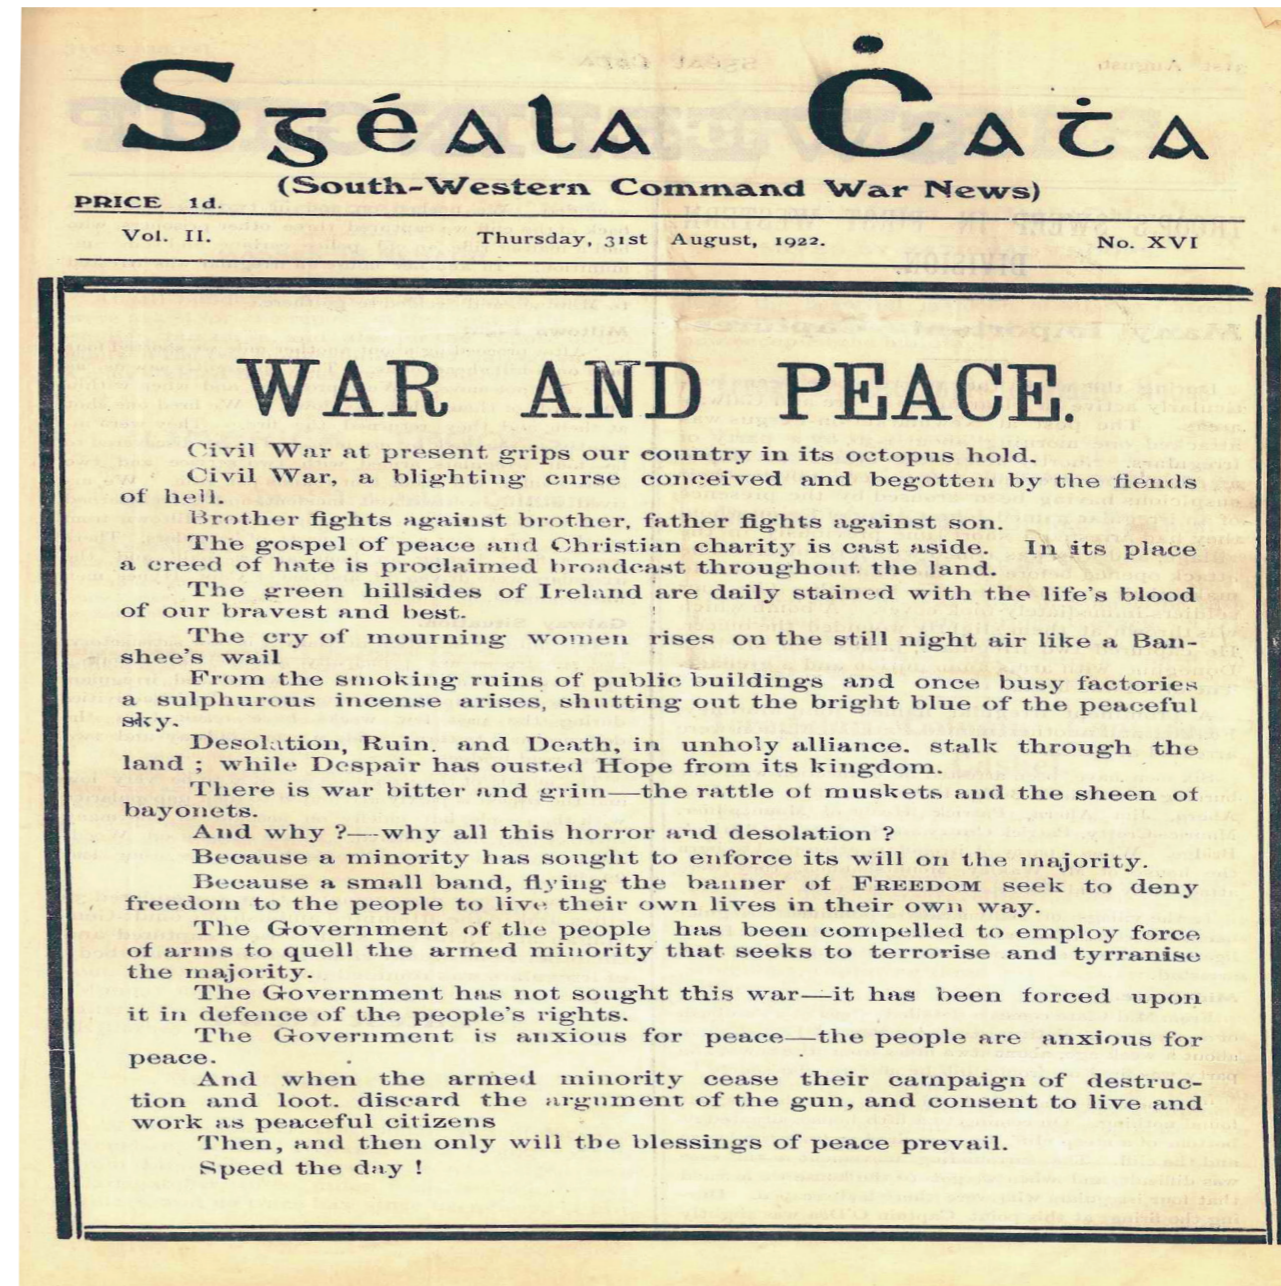 Sgéala Ċaṫa
(South-Western Command War News)
PRICE 1d.
Vol. II. Thursday, 31st August, 1922. No. XVI
WAR AND PEACE.
Civil War at present grips our country in its octopus hold.
Civil War, a blighting curse conceived and begotten by the fiends
of hell.
Brother fights against brother, father fights against son.
The gospel of peace and Christian charity is cast aside. In its place
a creed of hate is proclaimed broadcast throughout the land.
The green hillsides of Ireland are daily stained with the life's blood
of our bravest and best.
The cry of mourning women rises on the still night air like a Ban-
shee's wail
From the smoking ruins of public buildings and once busy factories
a sulphurous incense arises, shutting out the bright blue of the peaceful
sky.
Desolation, Ruin. and Death, in unholy alliance. stalk through the
land ; while Despair has ousted Hope from its kingdom.
There is war bitter and grim—the rattle of muskets and the sheen of
bayonets.
And why ?—why all this horror and desolation ?
Because a minority has sought to enforce its will on the majority.
Because a small band, flying the banner of FREEDOM seek to deny
freedom to the people to live their own lives in their own way.
The Government of the people has been compelled to employ force
of arms to quell the armed minority that seeks to terrorise and tyrranise
the majority.
The Government has not sought this war—it has been forced upon
it in defence of the people's rights.
The Government is anxious for peace—the people are anxious for
peace.
And when the armed minority cease their campaign of destruc-
tion and loot. discard the argument of the gun, and consent to live and
work as peaceful citizens
Then, and then only will the blessings of peace prevail.
Speed the day !